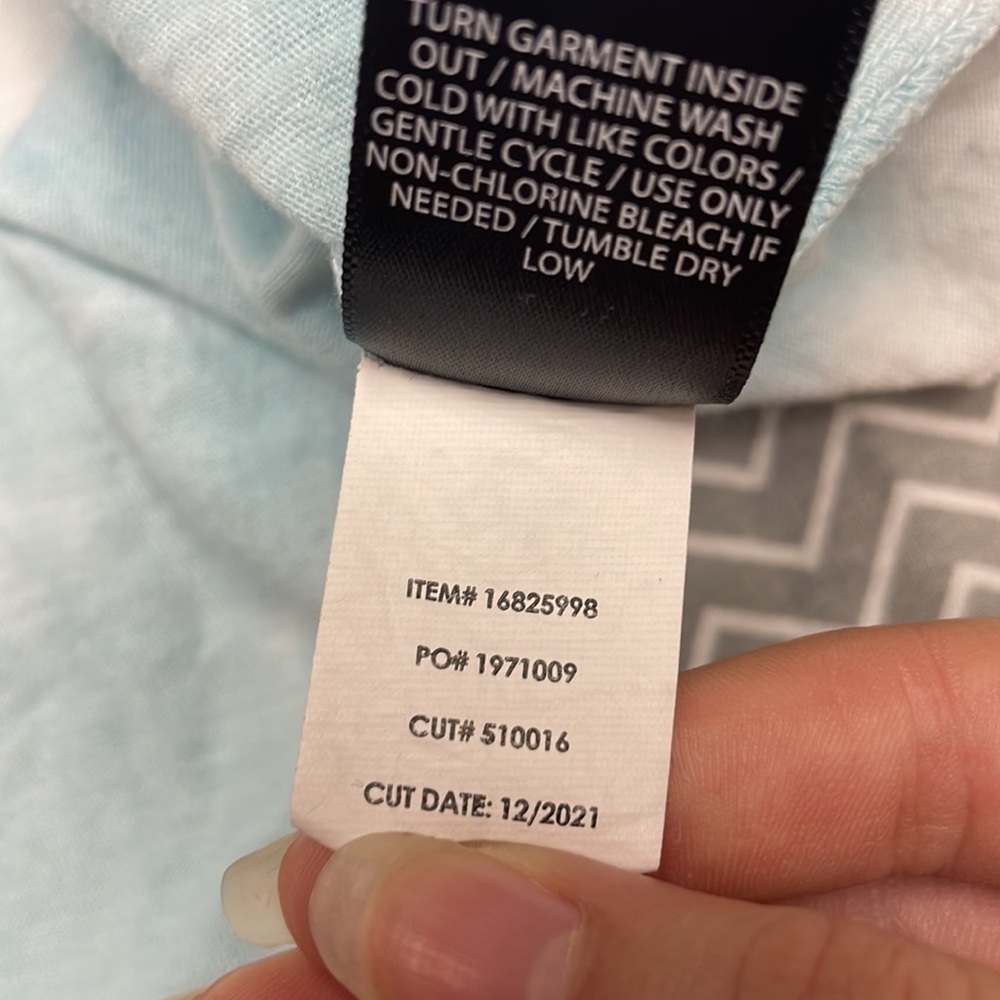 TURN GARMENT INSIDE
OUT / MACHINE WASH
COLD WITH LIKE COLORS /
GENTLE CYCLE / USE ONLY
NON-CHLORINE BLEACH IF
NEEDED / TUMBLE DRY
LOW
ITEM# 16825998
PO# 1971009
CUT# 510016
CUT DATE: 12/2021